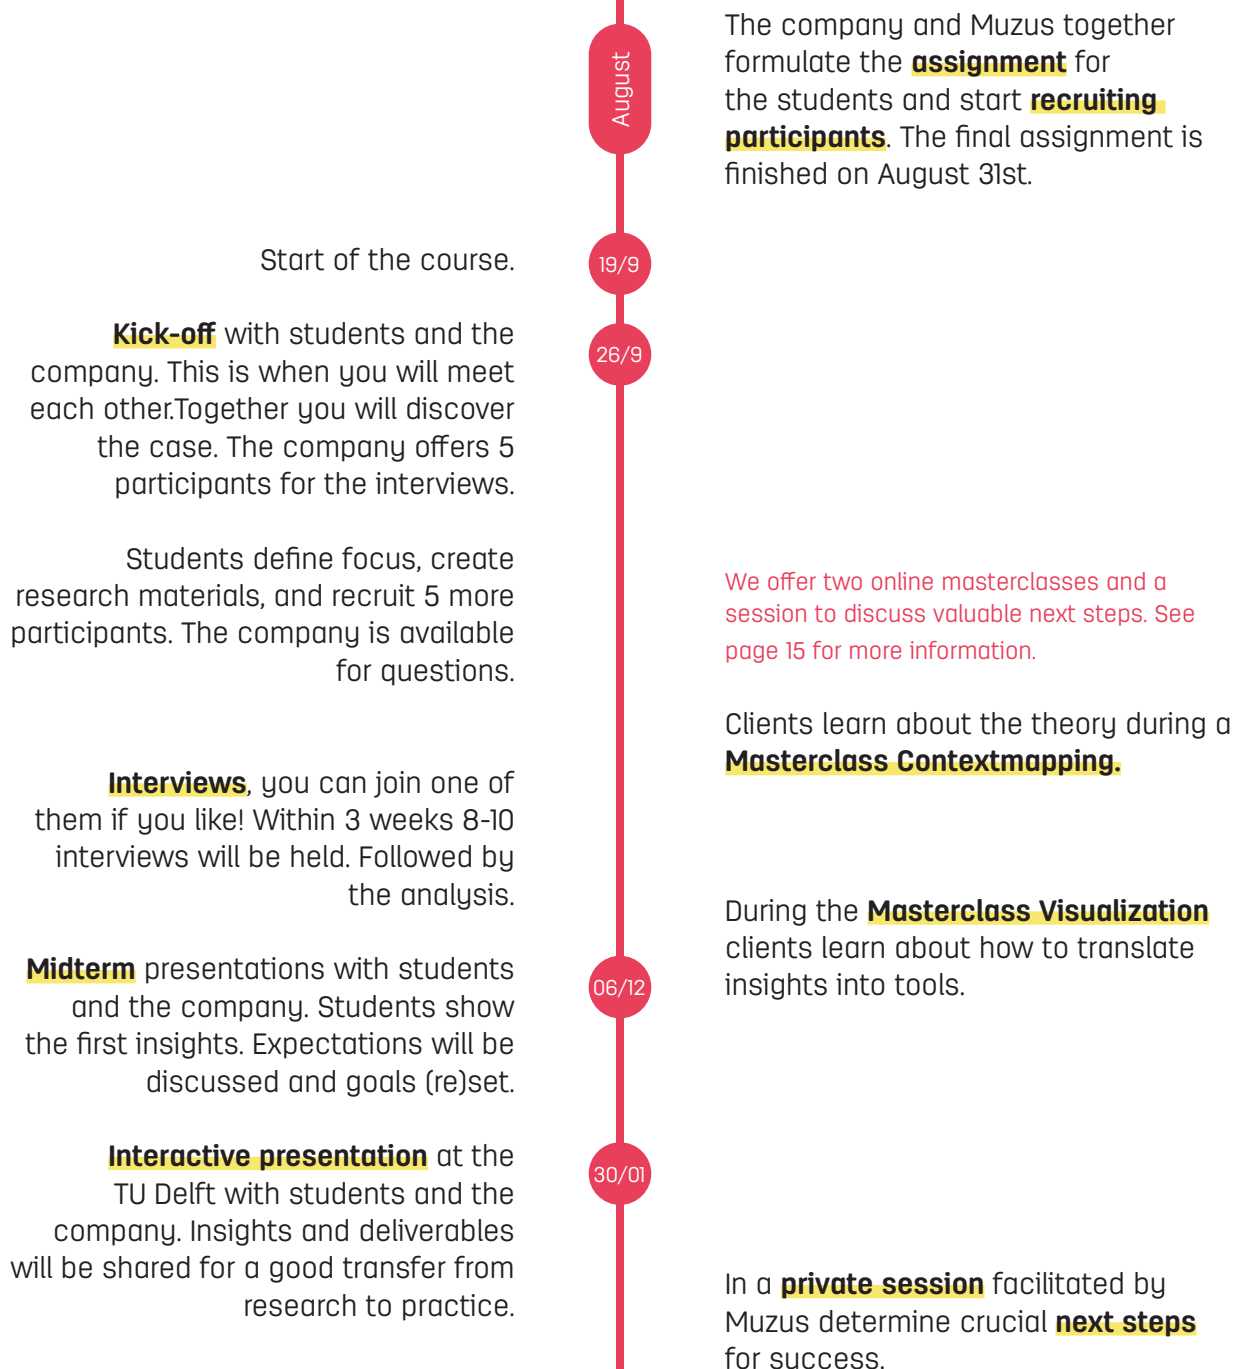 The company and Muzus together
formulate the assignment for
the students and start recruiting
participants. The final assignment is
finished on August 31st.
August
Start of the course.
19/9
Kick-off with students and the
company. This is when you will meet
each other.Together you will discover
the case. The company offers 5
participants for the interviews.
26/9
Students define focus, create
research materials, and recruit 5 more
participants. The company is available
for questions.
We offer two online masterclasses and a
session to discuss valuable next steps. See
page 15 for more information.
Clients learn about the theory during a
Masterclass Contextmapping.
Interviews, you can join one of
them if you like! Within 3 weeks 8-10
interviews will be held. Followed by
the analysis.
During the Masterclass Visualization
clients learn about how to translate
insights into tools.
Midterm presentations with students
and the company. Students show
the first insights. Expectations will be
discussed and goals (re)set.
06/12
Interactive presentation at the
TU Delft with students and the
company. Insights and deliverables
will be shared for a good transfer from
research to practice.
30/01
In a private session facilitated by
Muzus determine crucial next steps
for success.